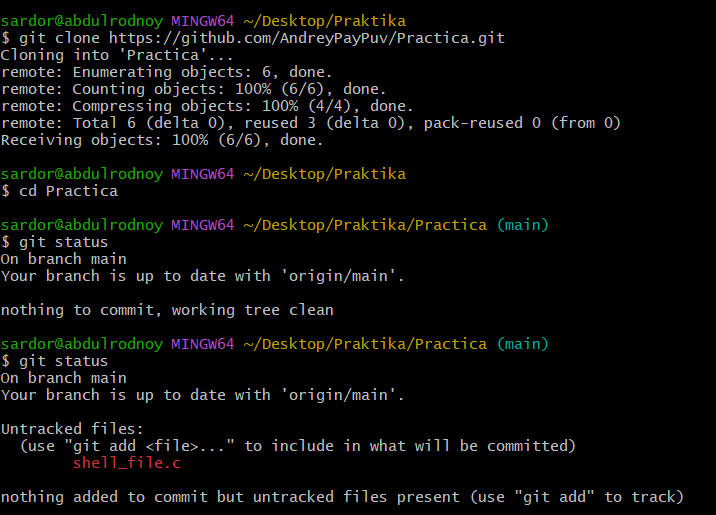 sardor@abdulrodnoy MINGW64 ~/Desktop/Praktika
$ git clone https://github.com/AndreyPayPuv/Practica.git
Cloning into 'Practica'...
remote: Enumerating objects: 6, done.
remote: Counting objects: 100% (6/6), done.
remote: Compressing objects: 100% (4/4), done.
remote: Total 6 (delta 0), reused 3 (delta 0), pack-reused 0 (from 0)
Receiving objects: 100% (6/6), done.
sardor@abdulrodnoy MINGW64 ~/Desktop/Praktika
$ cd Practica
sardor@abdulrodnoy MINGW64 ~/Desktop/Praktika/Practica (main)
$ git status
On branch main
Your branch is up to date with 'origin/main'.
nothing to commit, working tree clean
sardor@abdulrodnoy MINGW64 ~/Desktop/Praktika/Practica (main)
$ git status
On branch main
Your branch is up to date with 'origin/main'.
Untracked files:
(use "git add <file>..." to include in what will be committed)
shell_file.c
nothing added to commit but untracked files present (use "git add" to track)